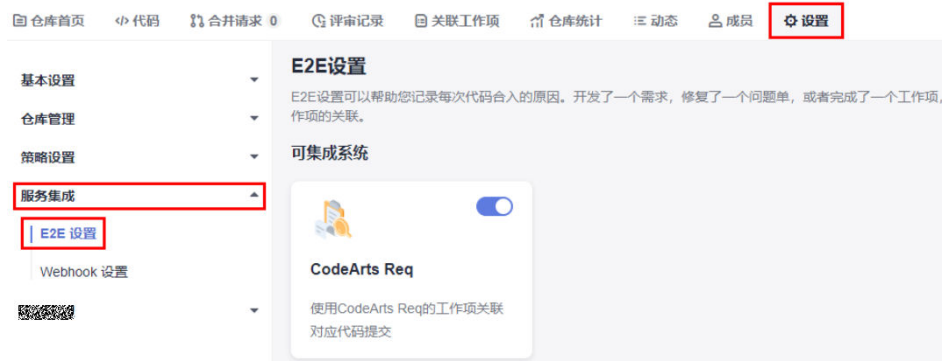 仓库首页 代码 合并请求 0 评审记录 关联工作项 仓库统计 动态 成员 设置
基本设置
仓库管理
策略设置
服务集成
E2E 设置
Webhook 设置
E2E设置
E2E设置可以帮助您记录每次代码合入的原因。开发了一个需求，修复了一个问题单，或者完成了一个工作项，
作项的关联。
可集成系统
CodeArts Req
使用CodeArts Req的工作项关联
对应代码提交